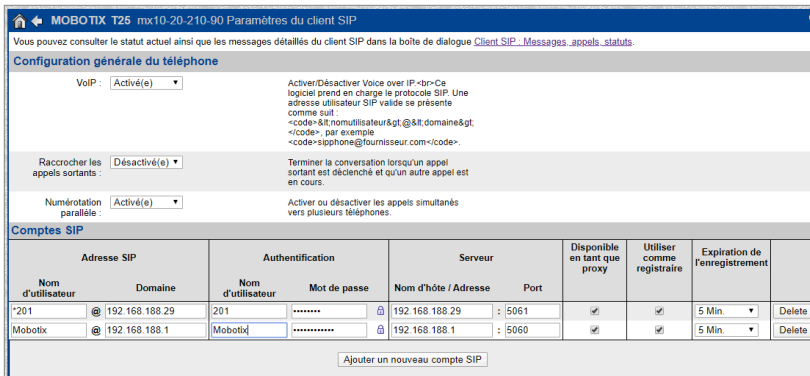 MOBOTIX T25 mx10-20-210-90 Paramètres du client SIP
Vous pouvez consulter le statut actuel ainsi que les messages détaillés du client SIP dans la boîte de dialogue Client SIP : Messages, appels, statuts.
Configuration générale du téléphone
VoIP : Activé(e)
Activer/Désactiver Voice over IP.<br>Ce
logiciel prend en charge le protocole SIP. Une
adresse utilisateur SIP valide se présente
comme suit :
<code>&lt;nomutilisateur&gt;@&lt;domaine&gt;
</code>, par exemple
<code>sipphone@fournisseur.com</code>.
Raccrocher les
appels sortants : Désactivé(e)
Terminer la conversation lorsqu'un appel
sortant est déclenché et qu'un autre appel est
en cours.
Numérotation
parallèle : Activé(e)
Activer ou désactiver les appels simultanés
vers plusieurs téléphones.
Comptes SIP
Adresse SIP Authentification Serveur
Disponible
en tant que
proxy
Utiliser
comme
registraire
Expiration de
l'enregistrement
Nom
d'utilisateur
Domaine
Nom
d'utilisateur
Mot de passe Nom d'hôte / Adresse Port
*201 @ 192.168.188.29 201 •••••••• 192.168.188.29 : 5061 5 Min. Delete
Mobotix @ 192.168.188.1 Mobotix •••••••••••• 192.168.188.1 : 5060 5 Min. Delete
Ajouter un nouveau compte SIP